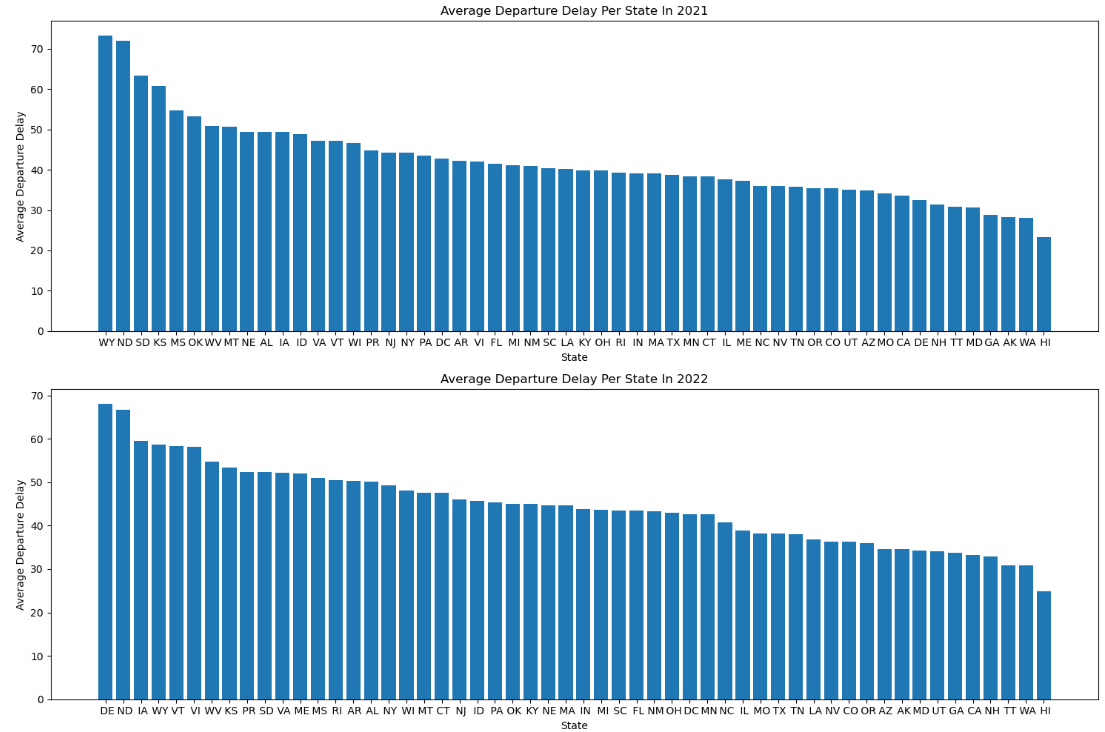 Average Departure Delay Per State In 2021
70
60
50
40
30
20
10
0
Average Departure Delay
WY ND SD KS MS OK WV MT NE AL IA ID VA VT WI PR NJ NY PA DC AR VI FL MI NM SC LA KY OH RI IN MA TX MN CT IL ME NC NV TN OR CO UT AZ MO CA DE NH TT MD GA AK WA HI
State
Average Departure Delay Per State In 2022
70
60
50
40
30
20
10
0
Average Departure Delay
DE ND IA WY VT VI WV KS PR SD VA ME MS RI AR AL NY WI MT CT NJ ID PA OK KY NE MA IN MI SC FL NM OH DC MN NC IL MO TX TN LA NV CO OR AZ AK MD UT GA CA NH TT WA HI
State